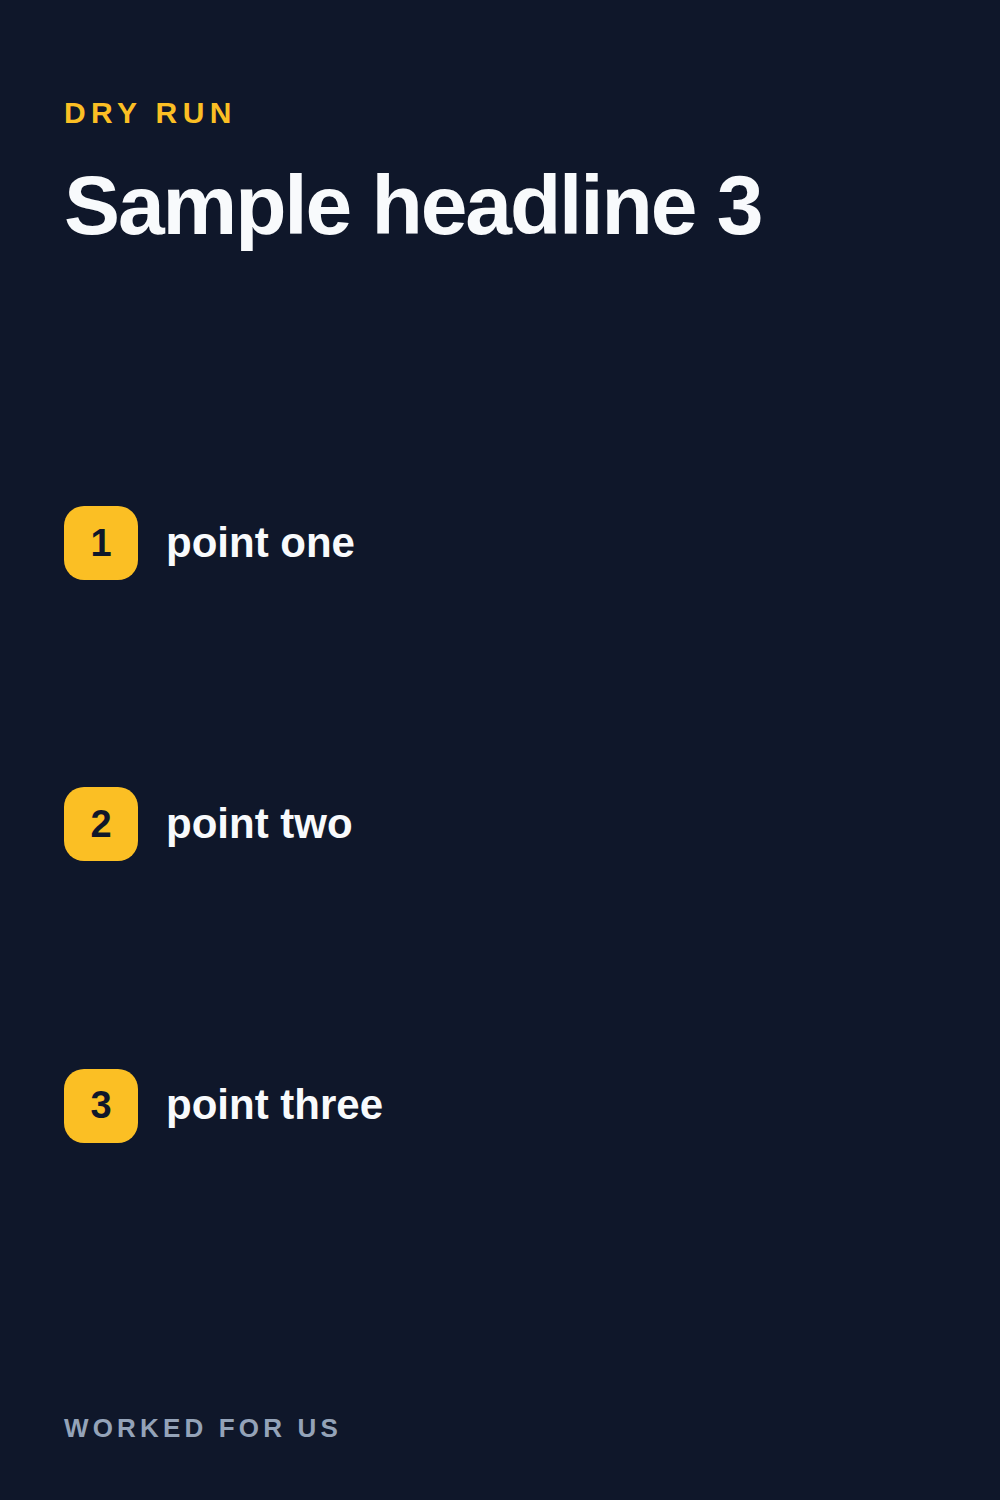 DRY RUN
Sample headline 3
1 point one
2 point two
3 point three
WORKED FOR US